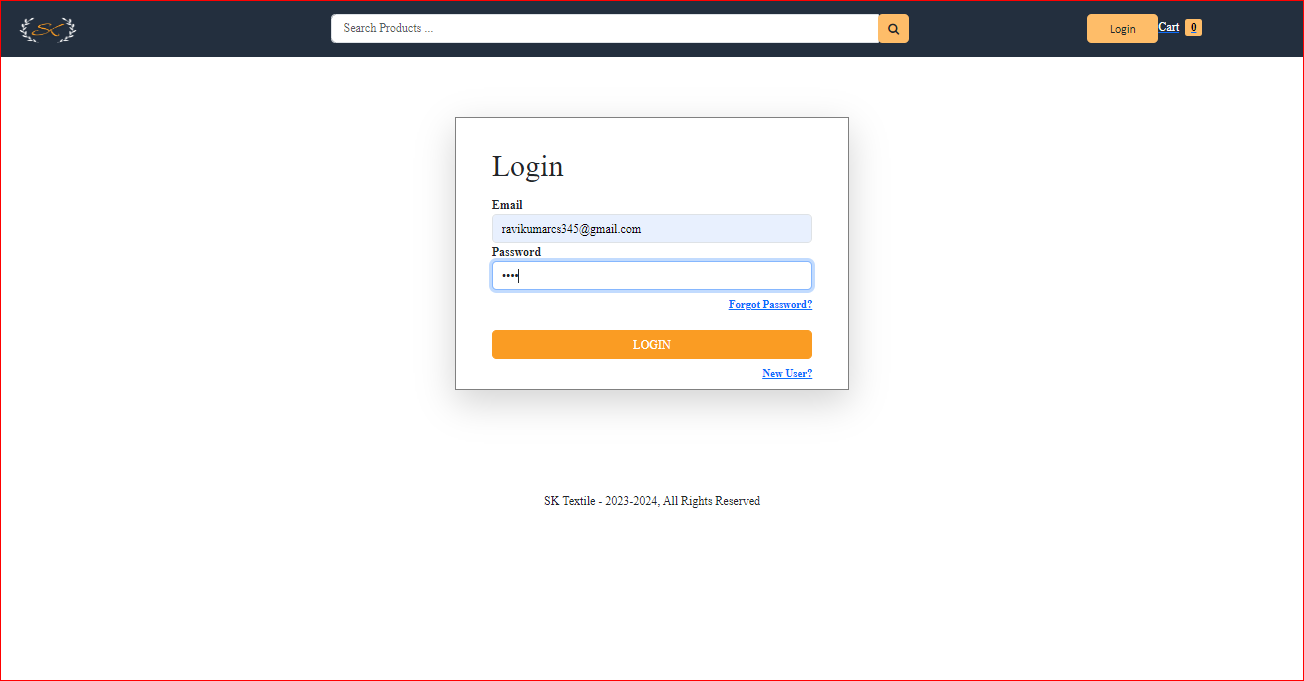 SK
Search Products ...
Login
Cart 0
Login
Email
ravikumarcs345@gmail.com
Password
••••
Forgot Password?
LOGIN
New User?
SK Textile - 2023-2024, All Rights Reserved